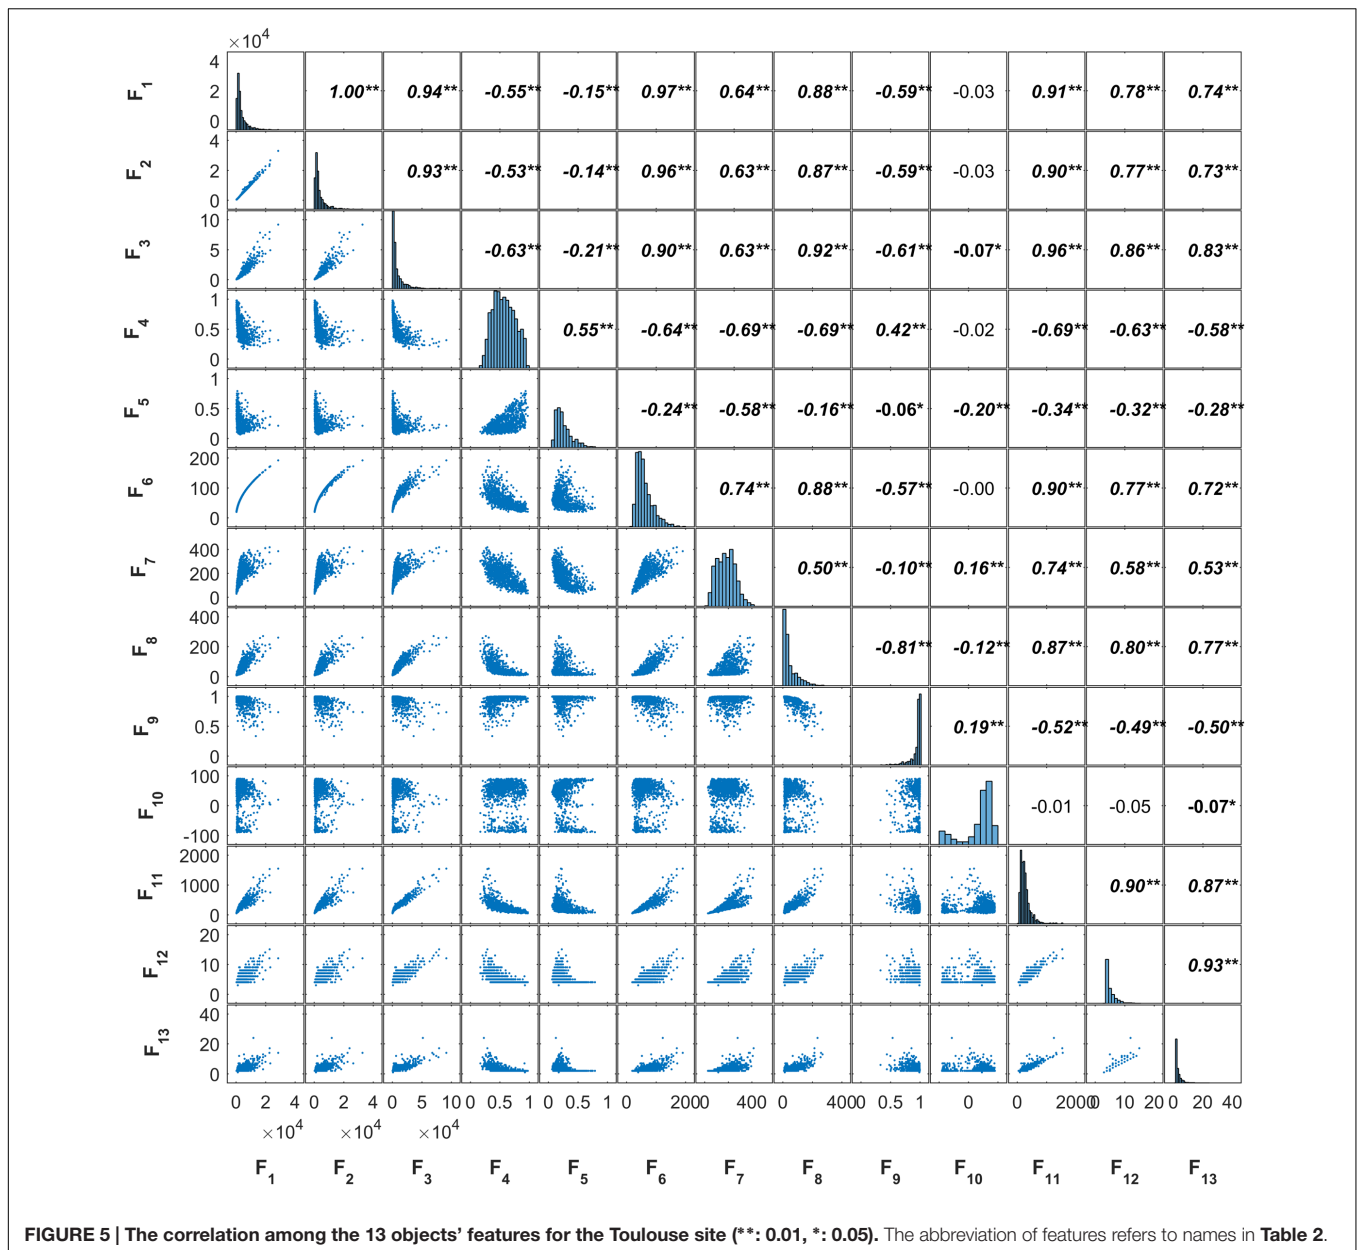 ×10⁴
F1 4 2 0 1.00** 0.94** -0.55** -0.15** 0.97** 0.64** 0.88** -0.59** -0.03 0.91** 0.78** 0.74**
F2 4 2 0 0.93** -0.53** -0.14** 0.96** 0.63** 0.87** -0.59** -0.03 0.90** 0.77** 0.73**
F3 10 5 0 -0.63** -0.21** 0.90** 0.63** 0.92** -0.61** -0.07* 0.96** 0.86** 0.83**
F4 1 0.5 0 0.55** -0.64** -0.69** -0.69** 0.42** -0.02 -0.69** -0.63** -0.58**
F5 1 0.5 0 -0.24** -0.58** -0.16** -0.06* -0.20** -0.34** -0.32** -0.28**
F6 200 100 0 0.74** 0.88** -0.57** -0.00 0.90** 0.77** 0.72**
F7 400 200 0 0.50** -0.10** 0.16** 0.74** 0.58** 0.53**
F8 400 200 0 -0.81** -0.12** 0.87** 0.80** 0.77**
F9 1 0.5 0 0.19** -0.52** -0.49** -0.50**
F10 100 0 -100 -0.01 -0.05 -0.07*
F11 2000 1000 0 0.90** 0.87**
F12 20 10 0 0.93**
F13 40 20 0
0 2 4 0 2 4 0 5 10 0 0.5 1 0 0.5 1 0 200 0 400 0 400 0 0.5 1 0 0 2000 0 10 20 0 20 40
×10⁴ ×10⁴ ×10⁴
F1 F2 F3 F4 F5 F6 F7 F8 F9 F10 F11 F12 F13
FIGURE 5 | The correlation among the 13 objects' features for the Toulouse site (**: 0.01, *: 0.05). The abbreviation of features refers to names in Table 2.